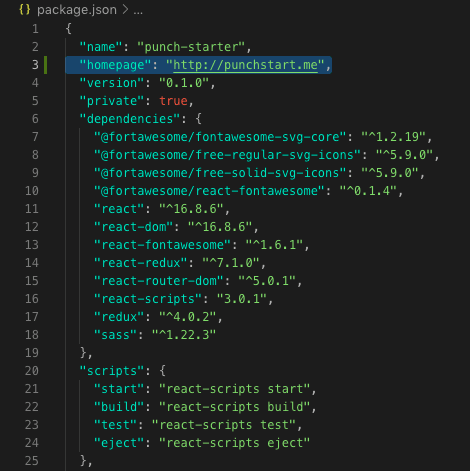 {} package.json > ...
1 {
2 "name": "punch-starter",
3 "homepage": "http://punchstart.me",
4 "version": "0.1.0",
5 "private": true,
6 "dependencies": {
7 "@fortawesome/fontawesome-svg-core": "^1.2.19",
8 "@fortawesome/free-regular-svg-icons": "^5.9.0",
9 "@fortawesome/free-solid-svg-icons": "^5.9.0",
10 "@fortawesome/react-fontawesome": "^0.1.4",
11 "react": "^16.8.6",
12 "react-dom": "^16.8.6",
13 "react-fontawesome": "^1.6.1",
14 "react-redux": "^7.1.0",
15 "react-router-dom": "^5.0.1",
16 "react-scripts": "3.0.1",
17 "redux": "^4.0.2",
18 "sass": "^1.22.3"
19 },
20 "scripts": {
21 "start": "react-scripts start",
22 "build": "react-scripts build",
23 "test": "react-scripts test",
24 "eject": "react-scripts eject"
25 },